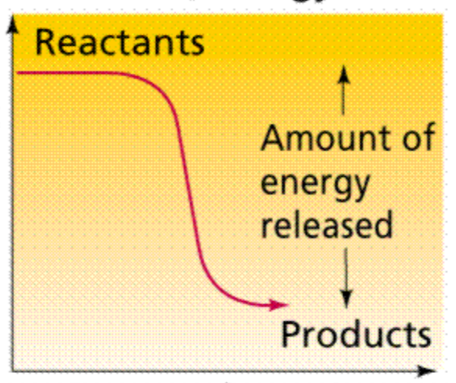 Reactants
Amount of
energy
released
Products